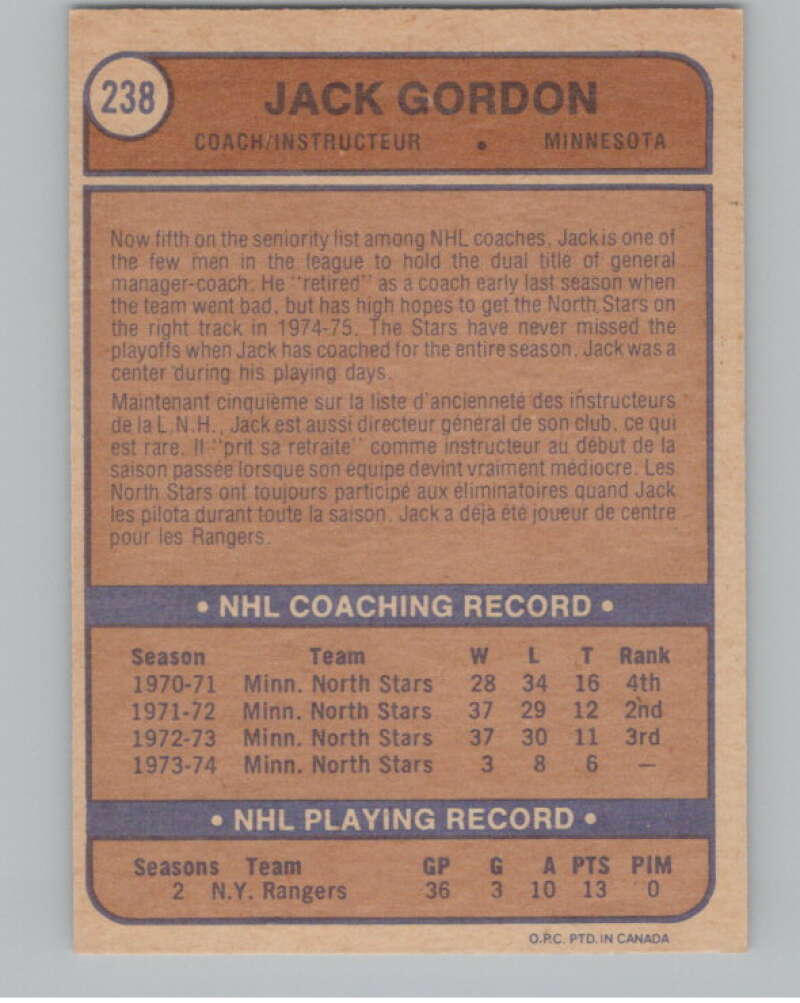 238
JACK GORDON
COACH/INSTRUCTEUR • MINNESOTA
Now fifth on the seniority list among NHL coaches, Jack is one of
the few men in the league to hold the dual title of general
manager-coach. He "retired" as a coach early last season when
the team went bad, but has high hopes to get the North Stars on
the right track in 1974-75. The Stars have never missed the
playoffs when Jack has coached for the entire season. Jack was a
center during his playing days.
Maintenant cinquième sur la liste d'ancienneté des instructeurs
de la L.N.H., Jack est aussi directeur général de son club, ce qui
est rare. Il "prit sa retraite" comme instructeur au début de la
saison passée lorsque son équipe devint vraiment médiocre. Les
North Stars ont toujours participé aux éliminatoires quand Jack
les pilota durant toute la saison. Jack a déja été joueur de centre
pour les Rangers.
• NHL COACHING RECORD •
Season Team W L T Rank
1970-71 Minn. North Stars 28 34 16 4th
1971-72 Minn. North Stars 37 29 12 2nd
1972-73 Minn. North Stars 37 30 11 3rd
1973-74 Minn. North Stars 3 8 6 —
• NHL PLAYING RECORD •
Seasons Team GP G A PTS PIM
2 N.Y. Rangers 36 3 10 13 0
O.P.C. PTD. IN CANADA